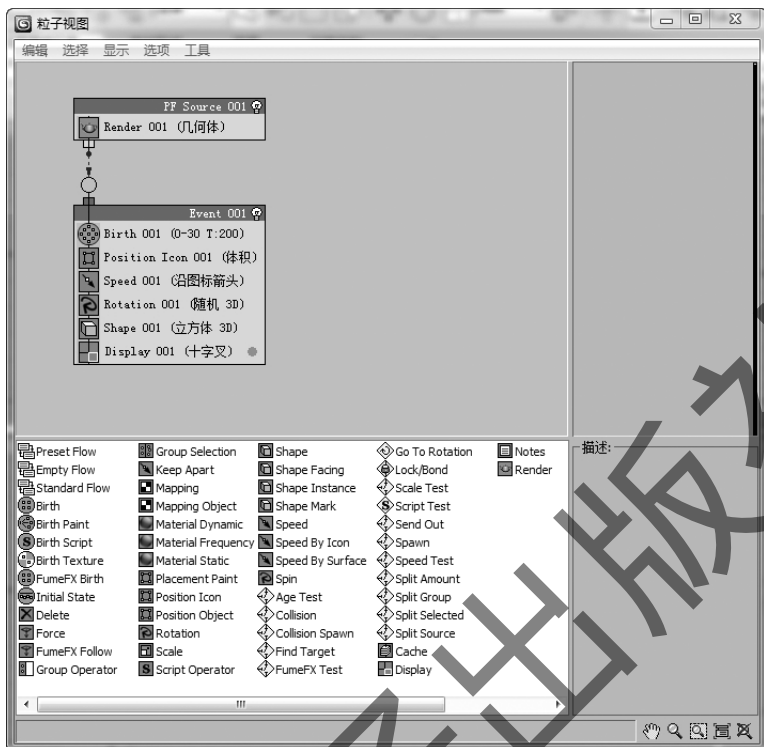 粒子视图
编辑 选择 显示 选项 工具
PF Source 001
Render 001 (几何体)
Event 001
Birth 001 (0-30 T:200)
Position Icon 001 (体积)
Speed 001 (沿图标箭头)
Rotation 001 (随机 3D)
Shape 001 (立方体 3D)
Display 001 (十字叉)
Preset Flow
Empty Flow
Standard Flow
Birth
Birth Paint
Birth Script
Birth Texture
FumeFX Birth
Initial State
Delete
Force
FumeFX Follow
Group Operator
Group Selection
Keep Apart
Mapping
Mapping Object
Material Dynamic
Material Frequency
Material Static
Placement Paint
Position Icon
Position Object
Rotation
Scale
Script Operator
Shape
Shape Facing
Shape Instance
Shape Mark
Speed
Speed By Icon
Speed By Surface
Spin
Age Test
Collision
Collision Spawn
Find Target
FumeFX Test
Go To Rotation
Lock/Bond
Scale Test
Script Test
Send Out
Spawn
Speed Test
Split Amount
Split Group
Split Selected
Split Source
Cache
Display
Notes
Render
描述: